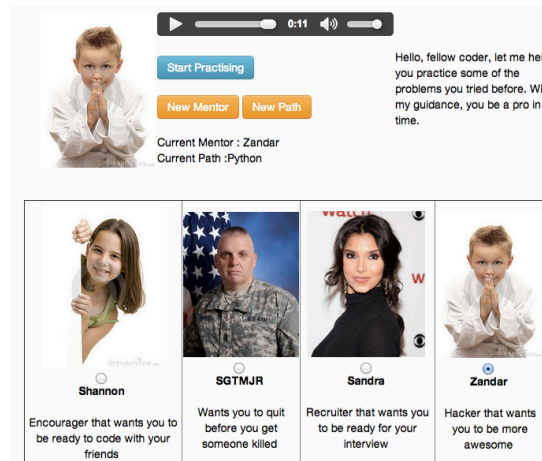 0:11
Start Practising
Hello, fellow coder, let me
you practice some of the
problems you tried before.
my guidance, you be a pro in
time.
New Mentor New Path
Current Mentor : Zandar
Current Path :Python
dreamstime
U.S. ARMY
Shannon
SGTMJR
Sandra
Zandar
Encourager that wants you to
be ready to code with your
friends
Wants you to quit
before you get
someone killed
Recruiter that wants you
to be ready for your
interview
Hacker that wants
you to be more
awesome